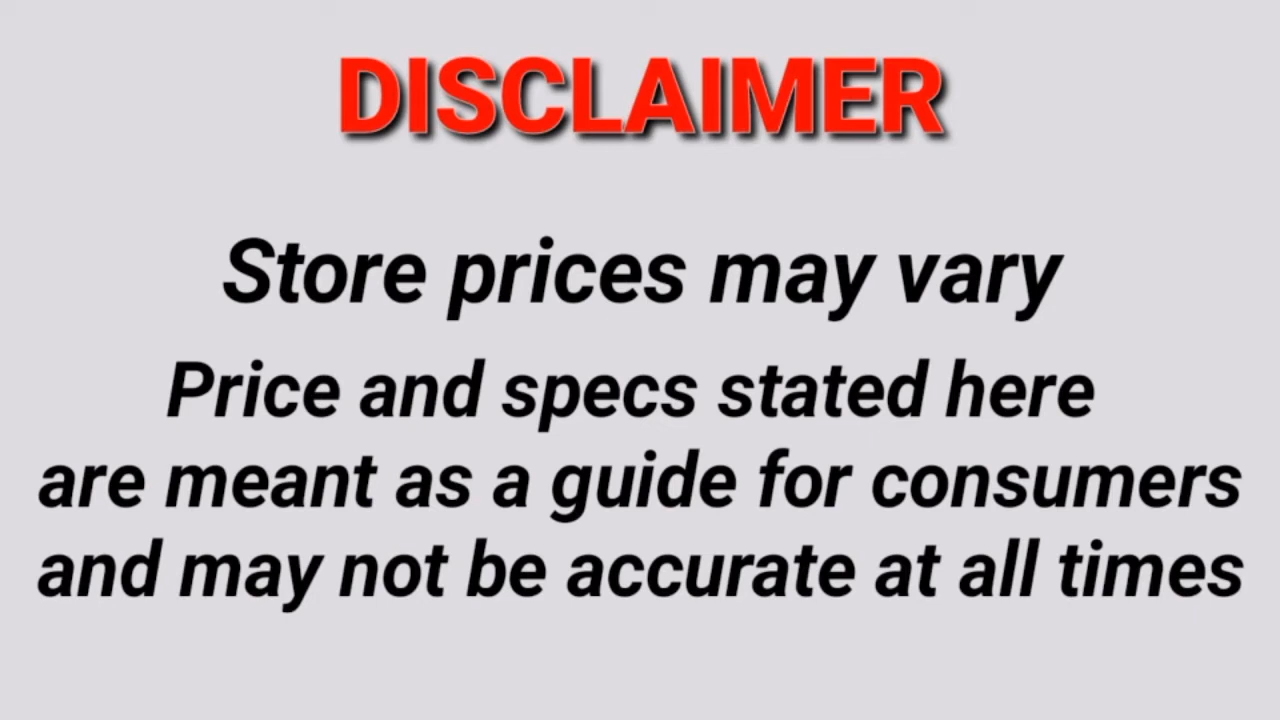 DISCLAIMER
Store prices may vary
Price and specs stated here
are meant as a guide for consumers
and may not be accurate at all times